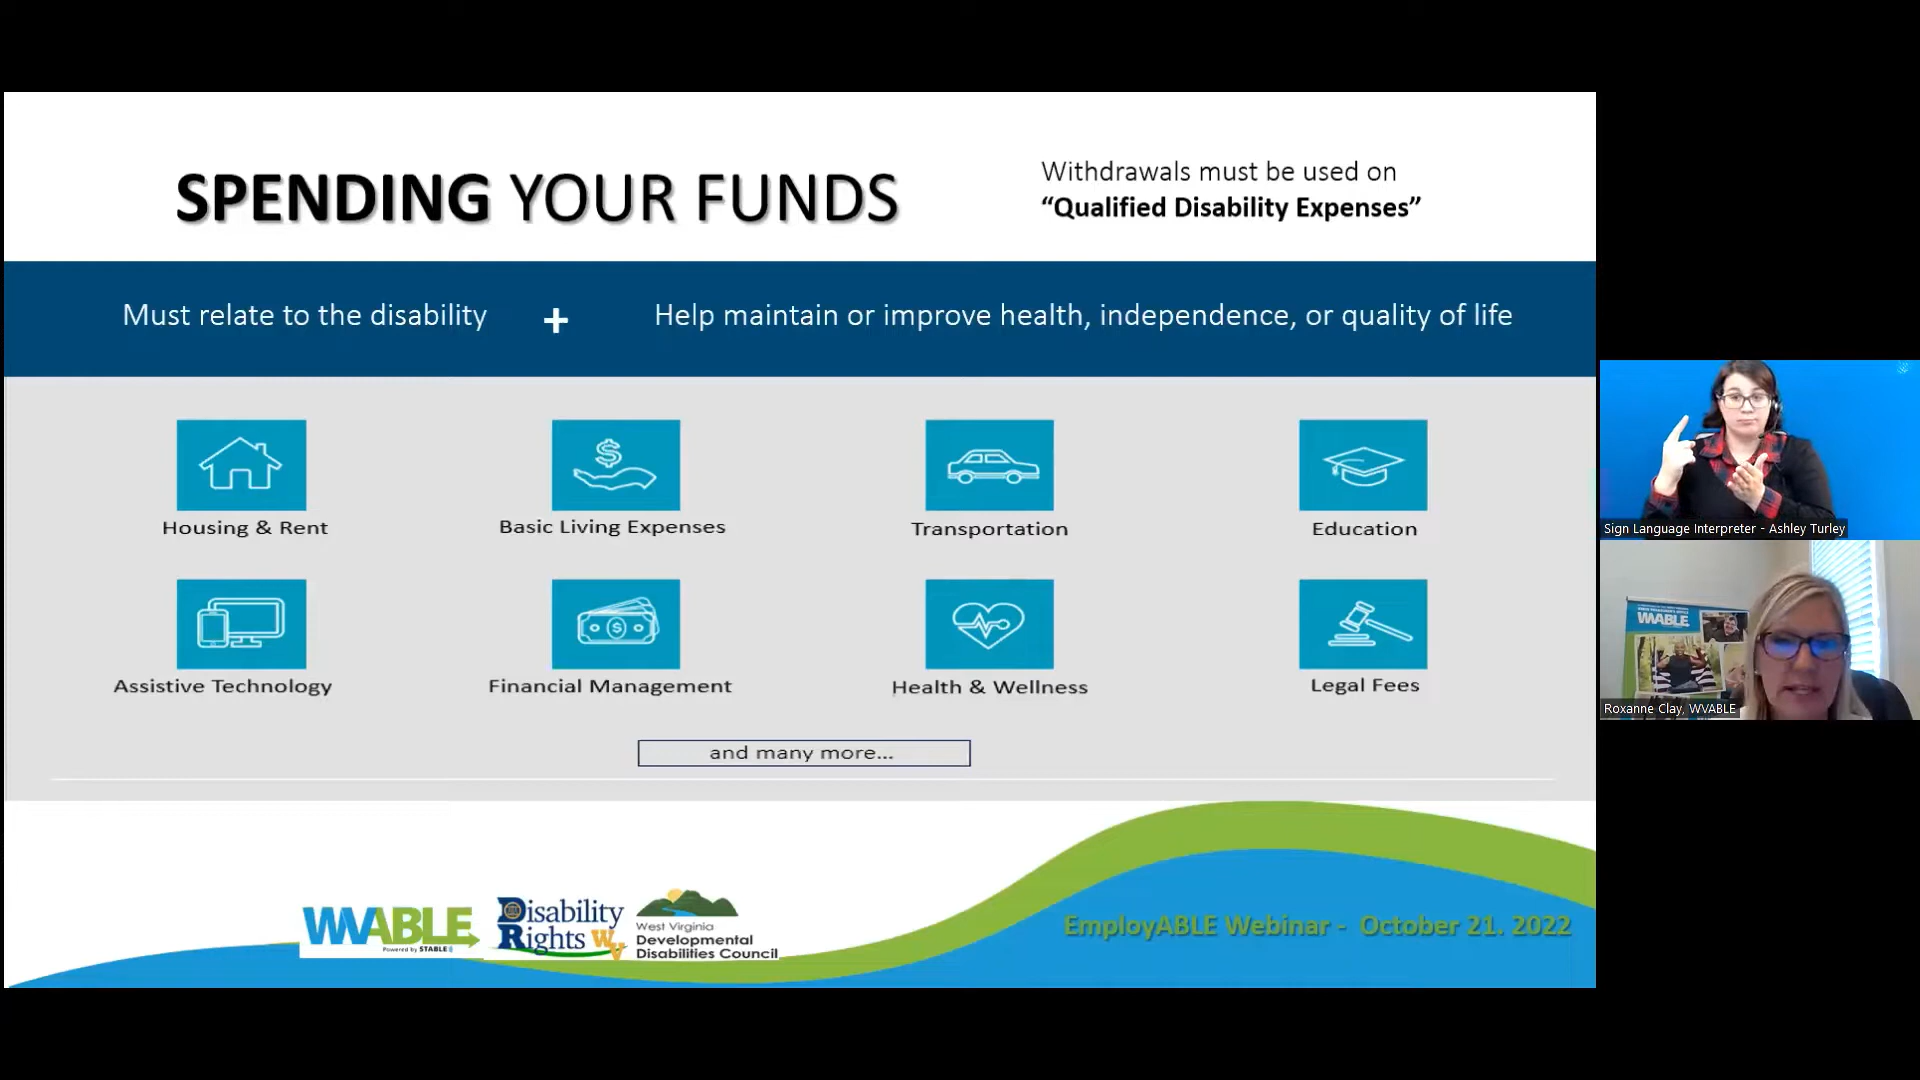 SPENDING YOUR FUNDS
Withdrawals must be used on
“Qualified Disability Expenses”
Must relate to the disability + Help maintain or improve health, independence, or quality of life
Housing & Rent
Basic Living Expenses
Transportation
Education
Assistive Technology
Financial Management
Health & Wellness
Legal Fees
and many more...
WVABLE
Powered by STABLE
Disability
Rights WV
West Virginia
Developmental
Disabilities Council
EmployABLE Webinar - October 21. 2022
Sign Language Interpreter - Ashley Turley
WVABLE
Roxanne Clay, WVABLE